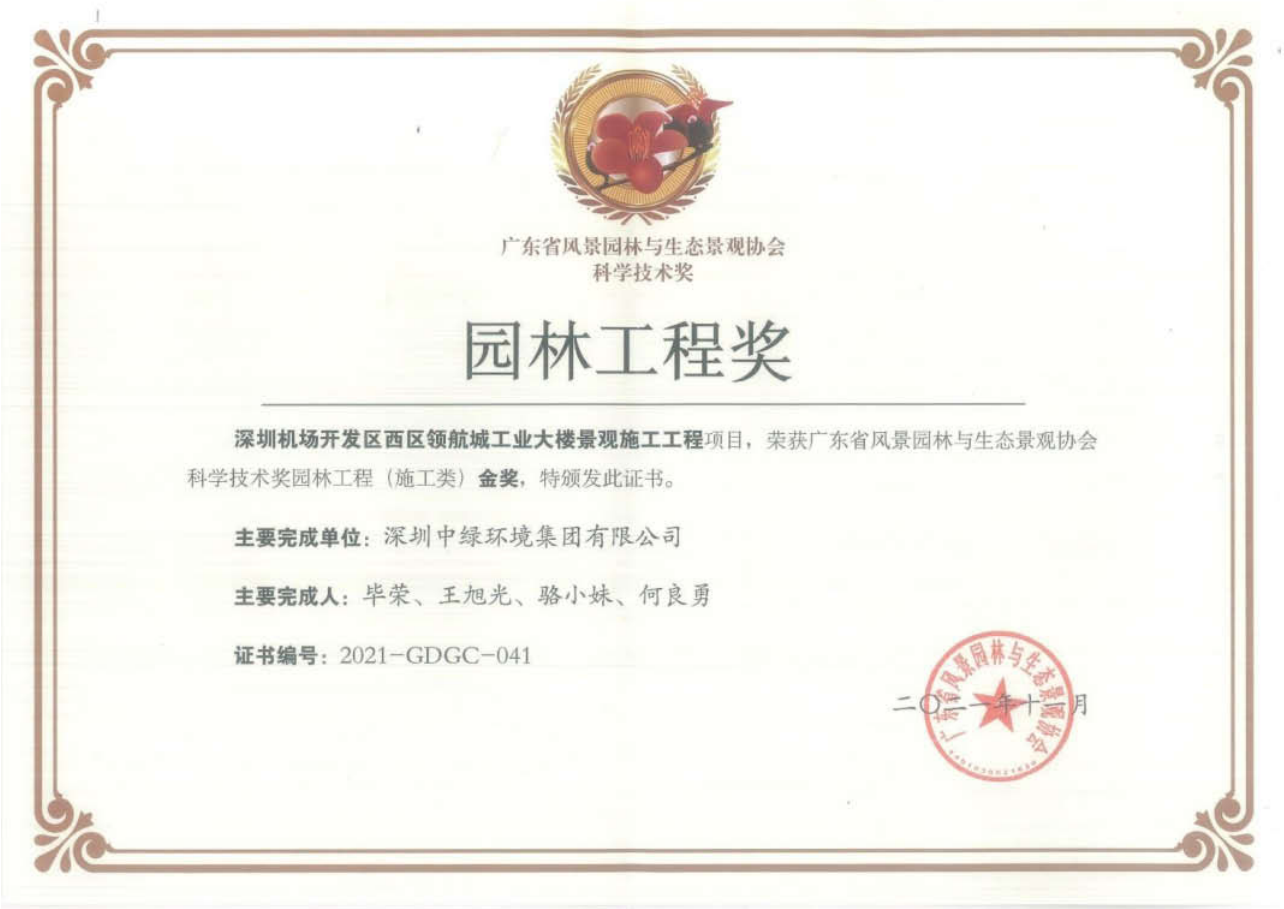 广东省风景园林与生态景观协会
科学技术奖
园林工程奖
深圳机场开发区西区领航城工业大楼景观施工工程项目，荣获广东省风景园林与生态景观协会
科学技术奖园林工程（施工类）金奖，特颁发此证书。
主要完成单位：深圳中绿环境集团有限公司
主要完成人：毕荣、王旭光、骆小妹、何良勇
证书编号：2021-GDGC-041
广东省风景园林与生态景观协会
二〇二一年十一月